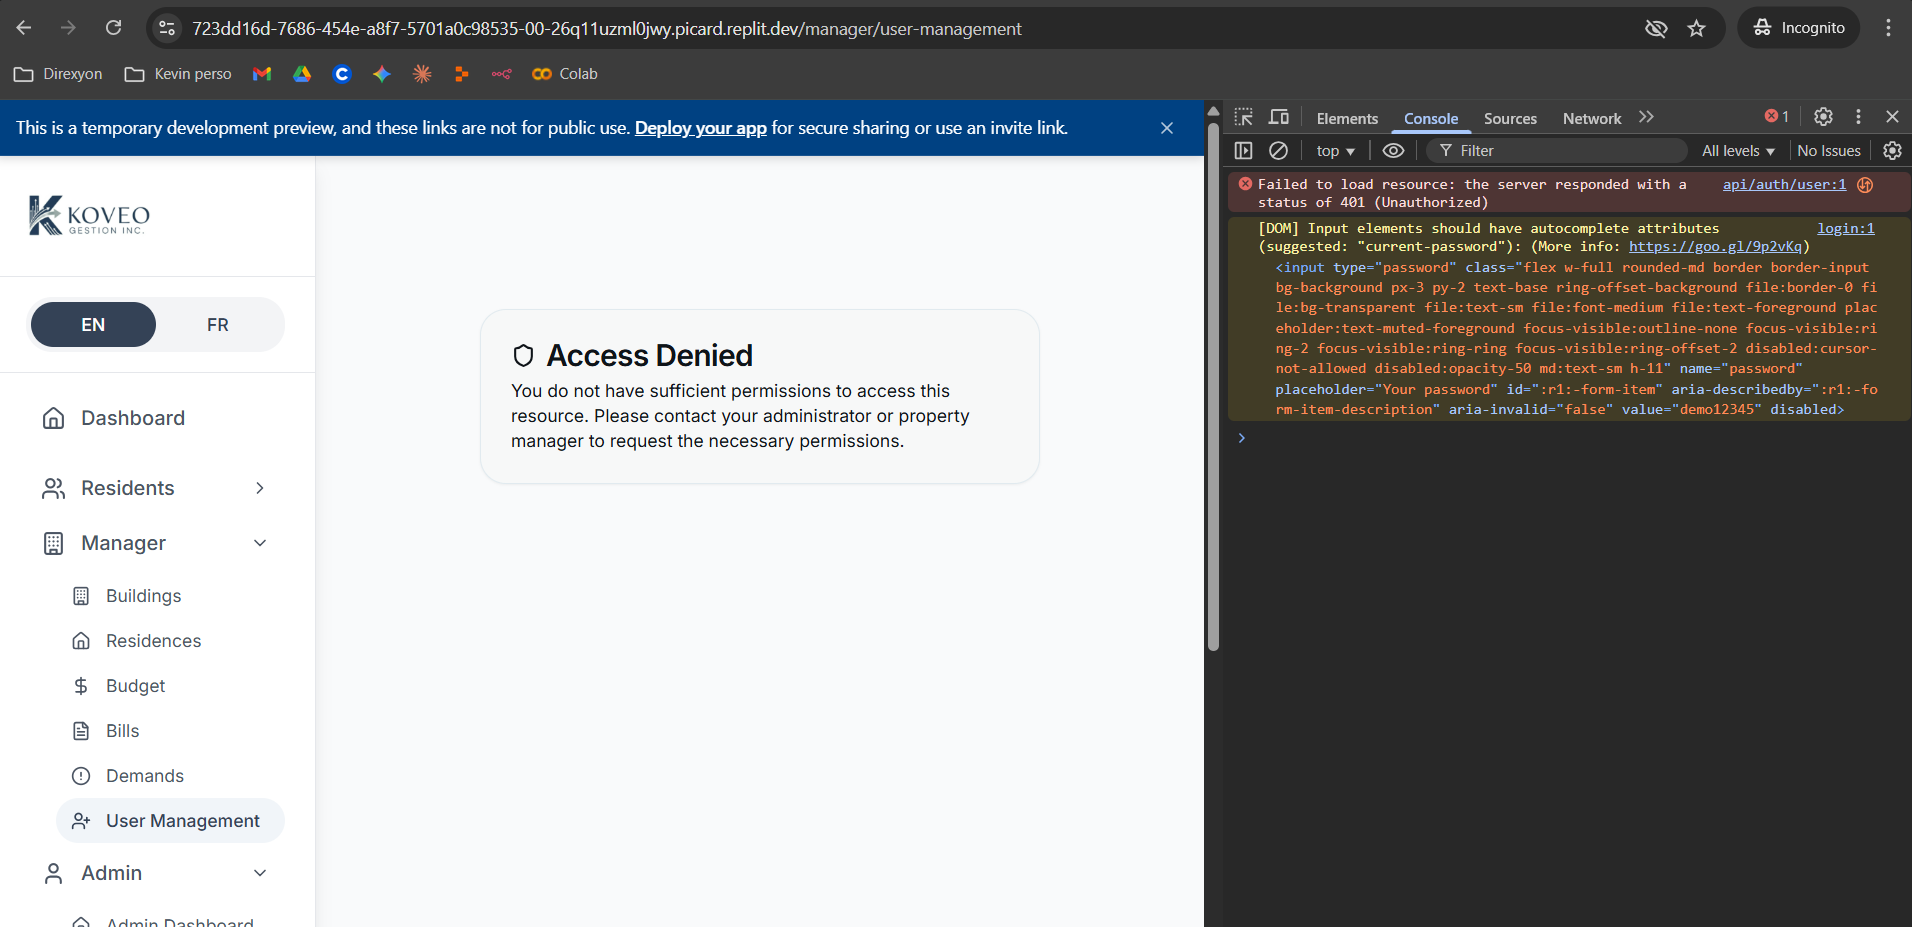 723dd16d-7686-454e-a8f7-5701a0c98535-00-26q11uzml0jwy.picard.replit.dev/manager/user-management
Incognito
Direxyon
Kevin perso
Colab
This is a temporary development preview, and these links are not for public use. Deploy your app for secure sharing or use an invite link.
KOVEO
GESTION INC.
EN
FR
Dashboard
Residents
Manager
Buildings
Residences
Budget
Bills
Demands
User Management
Admin
Admin Dashboard
Access Denied
You do not have sufficient permissions to access this
resource. Please contact your administrator or property
manager to request the necessary permissions.
Elements
Console
Sources
Network
1
top
Filter
All levels
No Issues
Failed to load resource: the server responded with a api/auth/user:1
status of 401 (Unauthorized)
[DOM] Input elements should have autocomplete attributes login:1
(suggested: "current-password"): (More info: https://goo.gl/9p2vKq)
<input type="password" class="flex w-full rounded-md border border-input
bg-background px-3 py-2 text-base ring-offset-background file:border-0 fi
le:bg-transparent file:text-sm file:font-medium file:text-foreground plac
eholder:text-muted-foreground focus-visible:outline-none focus-visible:ri
ng-2 focus-visible:ring-ring focus-visible:ring-offset-2 disabled:cursor-
not-allowed disabled:opacity-50 md:text-sm h-11" name="password"
placeholder="Your password" id=":r1:-form-item" aria-describedby=":r1:-fo
rm-item-description" aria-invalid="false" value="demo12345" disabled>